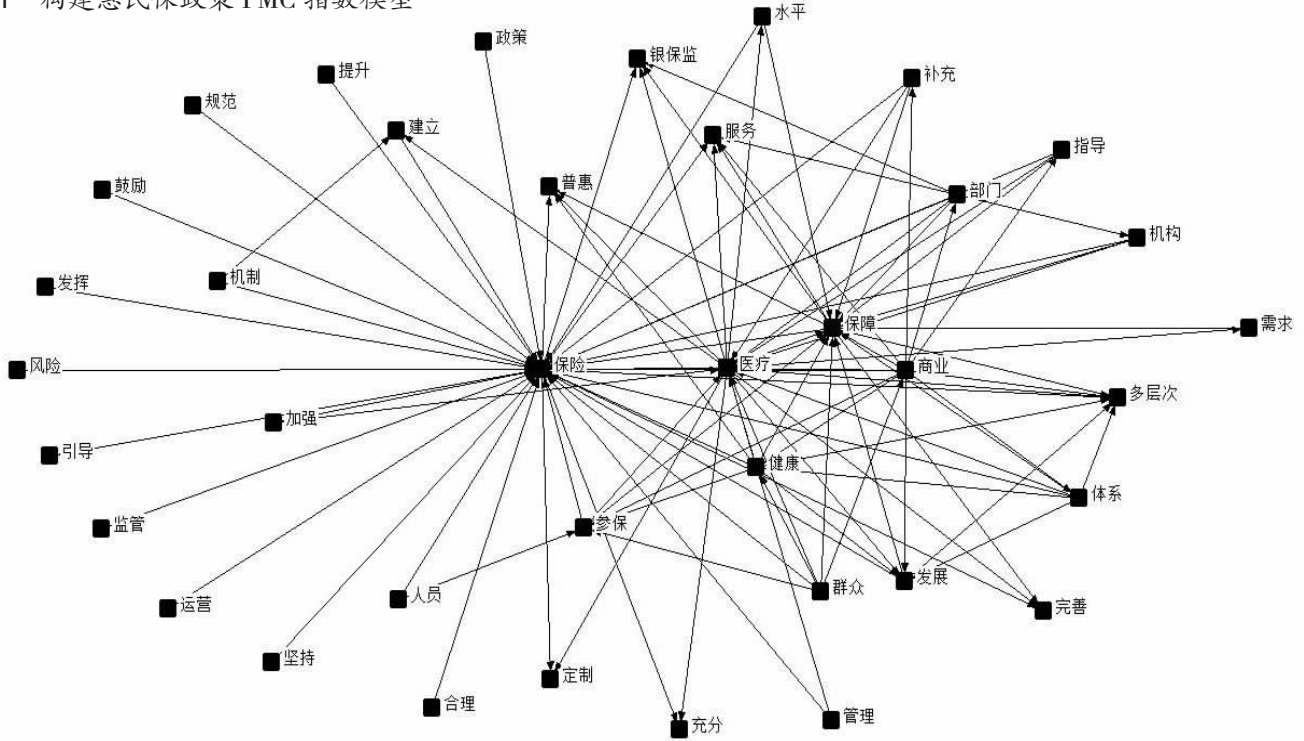 构建惠民保政策 PMC 指数模型
水平
政策
银保监
提升
补充
规范
建立
服务
指导
普惠
鼓励
部门
机构
机制
发挥
保障
需求
保险
医疗
商业
风险
多层次
加强
引导
健康
体系
参保
监管
群众
发展
人员
运营
完善
坚持
定制
合理
充分
管理